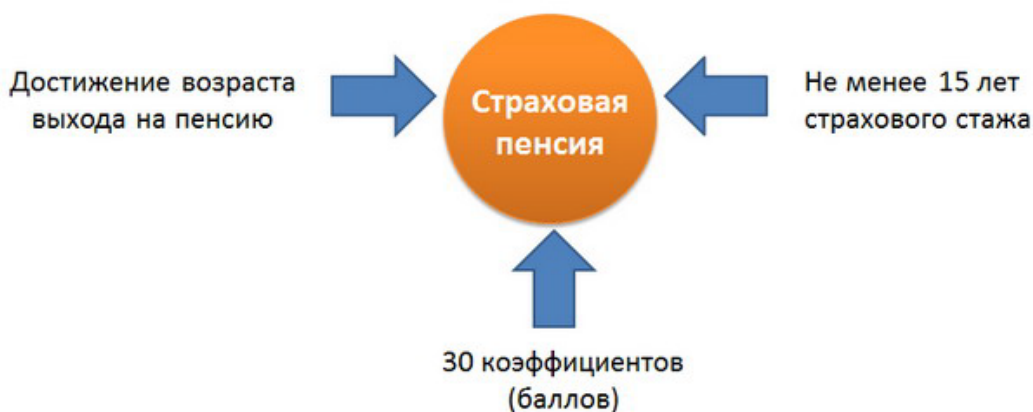 Достижение возраста
выхода на пенсию
Страховая
пенсия
Не менее 15 лет
страхового стажа
30 коэффициентов
(баллов)